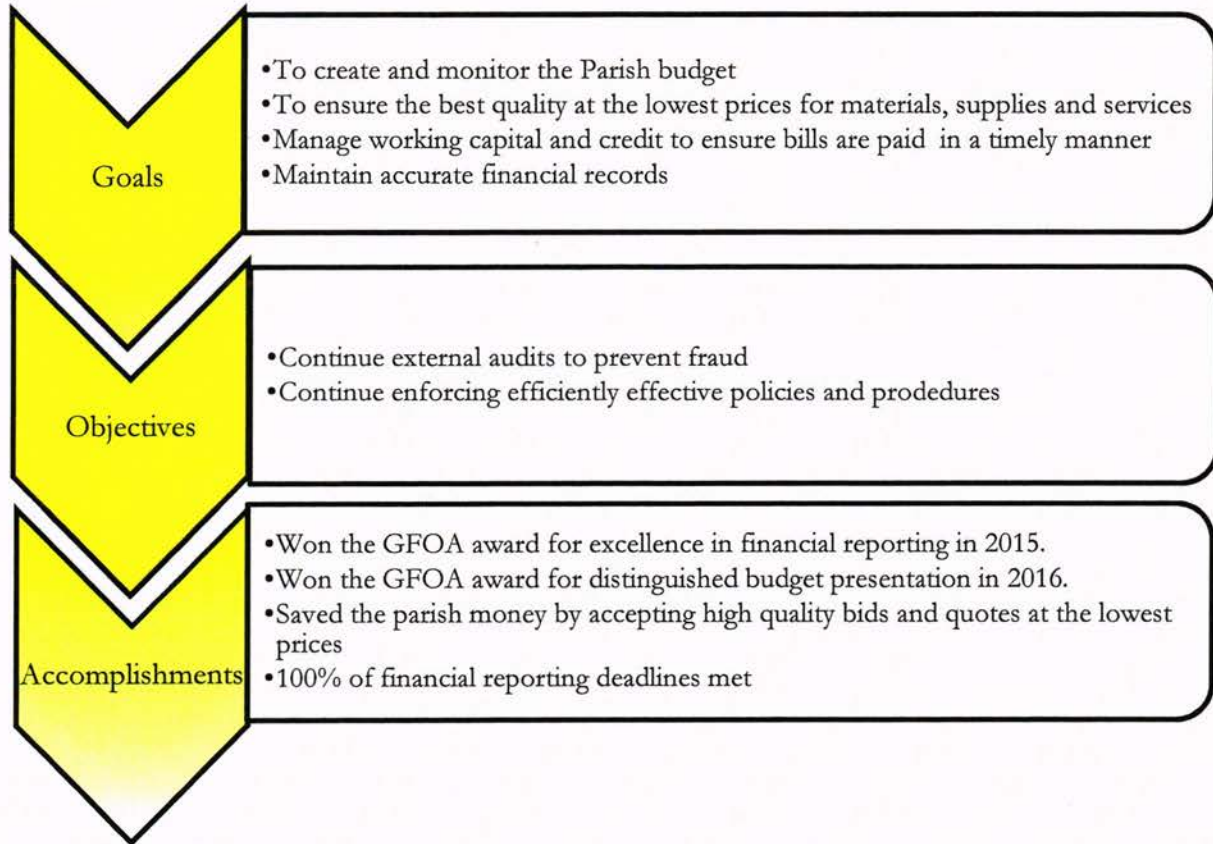 Goals
•To create and monitor the Parish budget
•To ensure the best quality at the lowest prices for materials, supplies and services
•Manage working capital and credit to ensure bills are paid in a timely manner
•Maintain accurate financial records
Objectives
•Continue external audits to prevent fraud
•Continue enforcing efficiently effective policies and prodedures
Accomplishments
•Won the GFOA award for excellence in financial reporting in 2015.
•Won the GFOA award for distinguished budget presentation in 2016.
•Saved the parish money by accepting high quality bids and quotes at the lowest
prices
•100% of financial reporting deadlines met